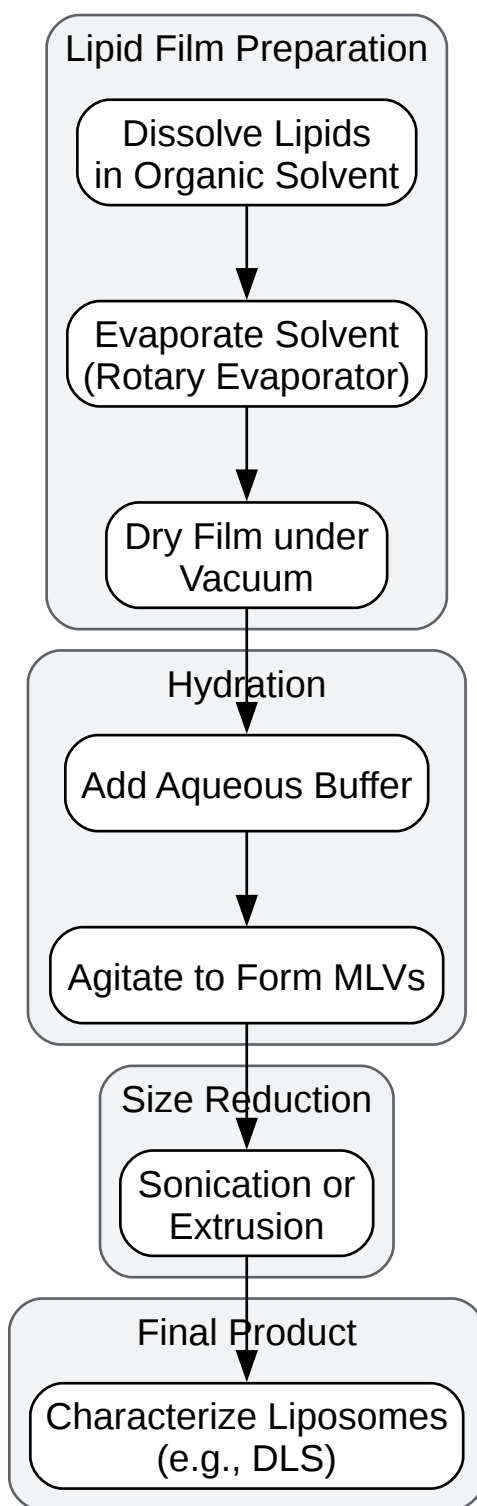 Lipid Film Preparation
Dissolve Lipids
in Organic Solvent
Evaporate Solvent
(Rotary Evaporator)
Dry Film under
Vacuum
Hydration
Add Aqueous Buffer
Agitate to Form MLVs
Size Reduction
Sonication or
Extrusion
Final Product
Characterize Liposomes
(e.g., DLS)